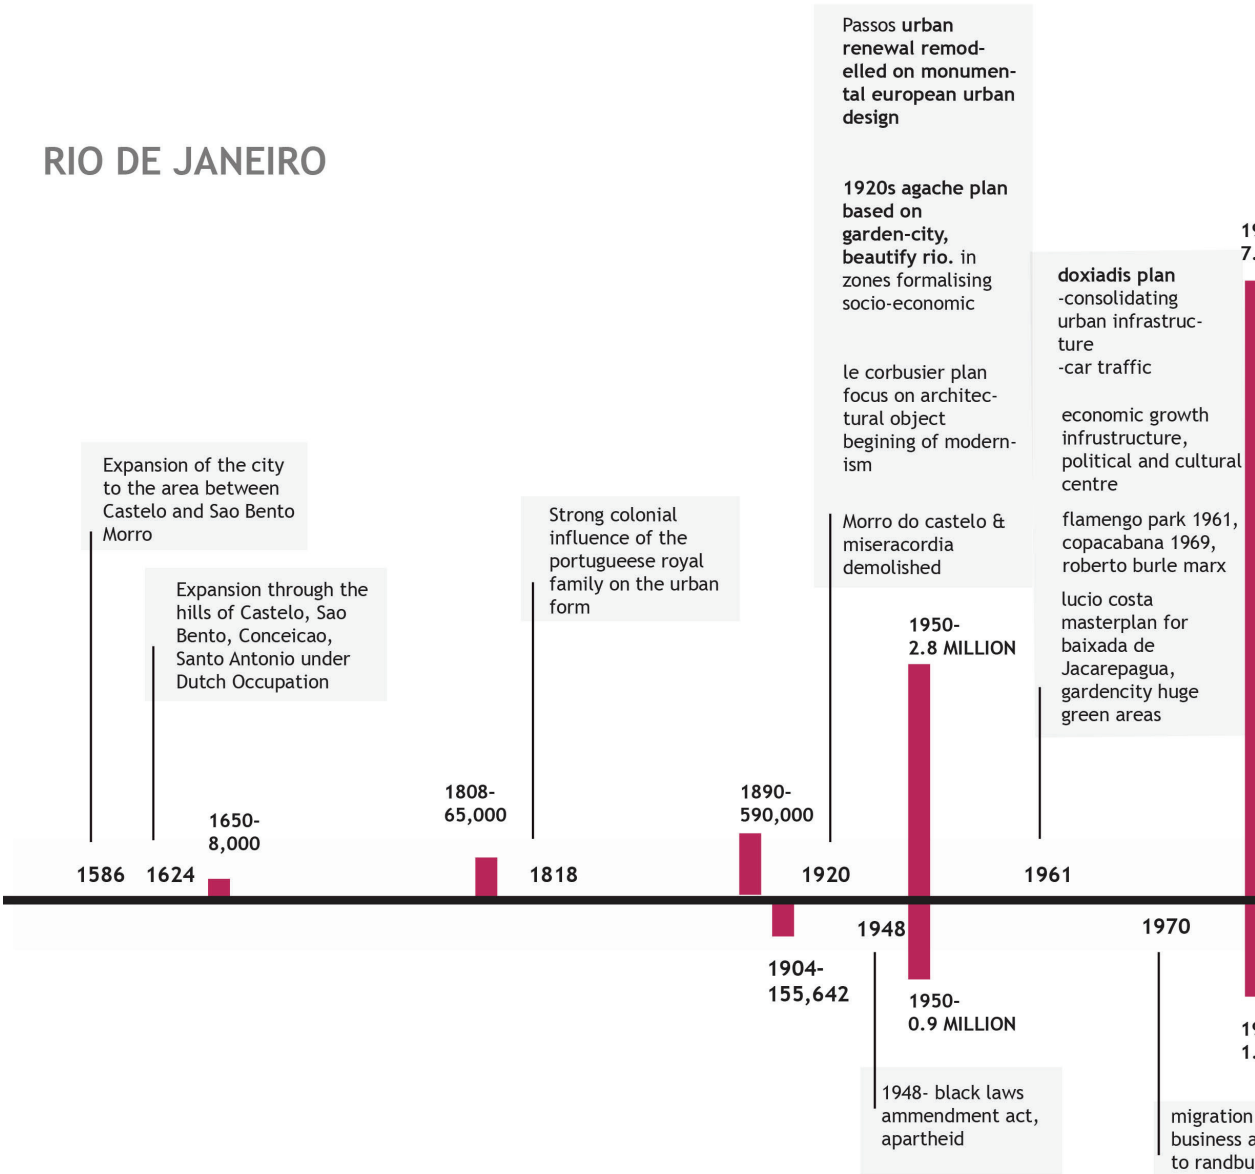 RIO DE JANEIRO
Expansion of the city
to the area between
Castelo and Sao Bento
Morro
Expansion through the
hills of Castelo, Sao
Bento, Conceicao,
Santo Antonio under
Dutch Occupation
Strong colonial
influence of the
portugueese royal
family on the urban
form
Passos urban
renewal remod-
elled on monumen-
tal european urban
design
1920s agache plan
based on
garden-city,
beautify rio. in
zones formalising
socio-economic
le corbusier plan
focus on architec-
tural object
begining of modern-
ism
Morro do castelo &
miseracordia
demolished
doxiadis plan
-consolidating
urban infrastruc-
ture
-car traffic
economic growth
infrustructure,
political and cultural
centre
flamengo park 1961,
copacabana 1969,
roberto burle marx
lucio costa
masterplan for
baixada de
Jacarepagua,
gardencity huge
green areas
1650-
8,000
1808-
65,000
1890-
590,000
1950-
2.8 MILLION
19
7.
1586
1624
1818
1920
1961
1948
1970
1904-
155,642
1950-
0.9 MILLION
19
1.
1948- black laws
ammendment act,
apartheid
migration
business a
to randbu